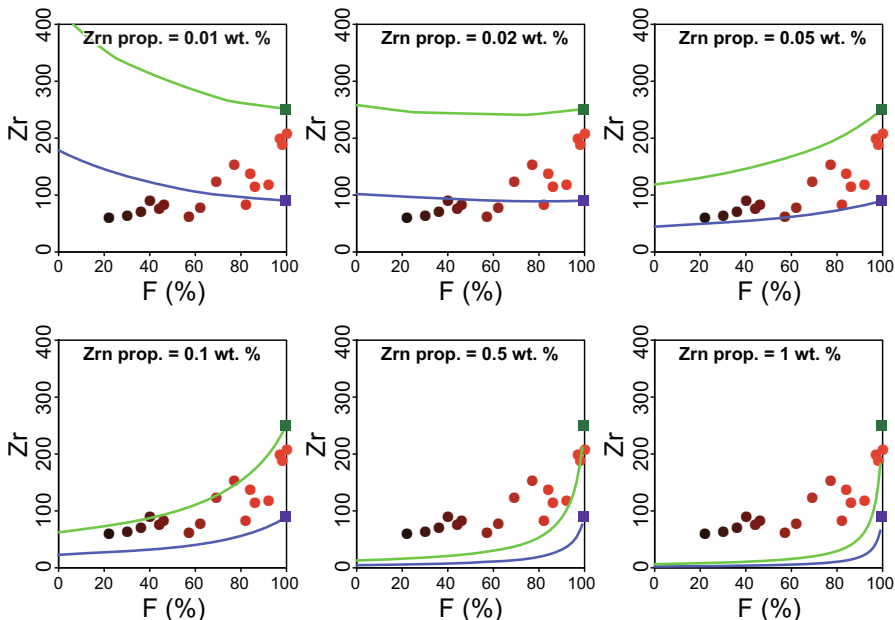 Zrn prop. = 0.01 wt. %
Zr
0 100 200 300 400
0 20 40 60 80 100
F (%)
Zrn prop. = 0.02 wt. %
Zr
0 100 200 300 400
0 20 40 60 80 100
F (%)
Zrn prop. = 0.05 wt. %
Zr
0 100 200 300 400
0 20 40 60 80 100
F (%)
Zrn prop. = 0.1 wt. %
Zr
0 100 200 300 400
0 20 40 60 80 100
F (%)
Zrn prop. = 0.5 wt. %
Zr
0 100 200 300 400
0 20 40 60 80 100
F (%)
Zrn prop. = 1 wt. %
Zr
0 100 200 300 400
0 20 40 60 80 100
F (%)